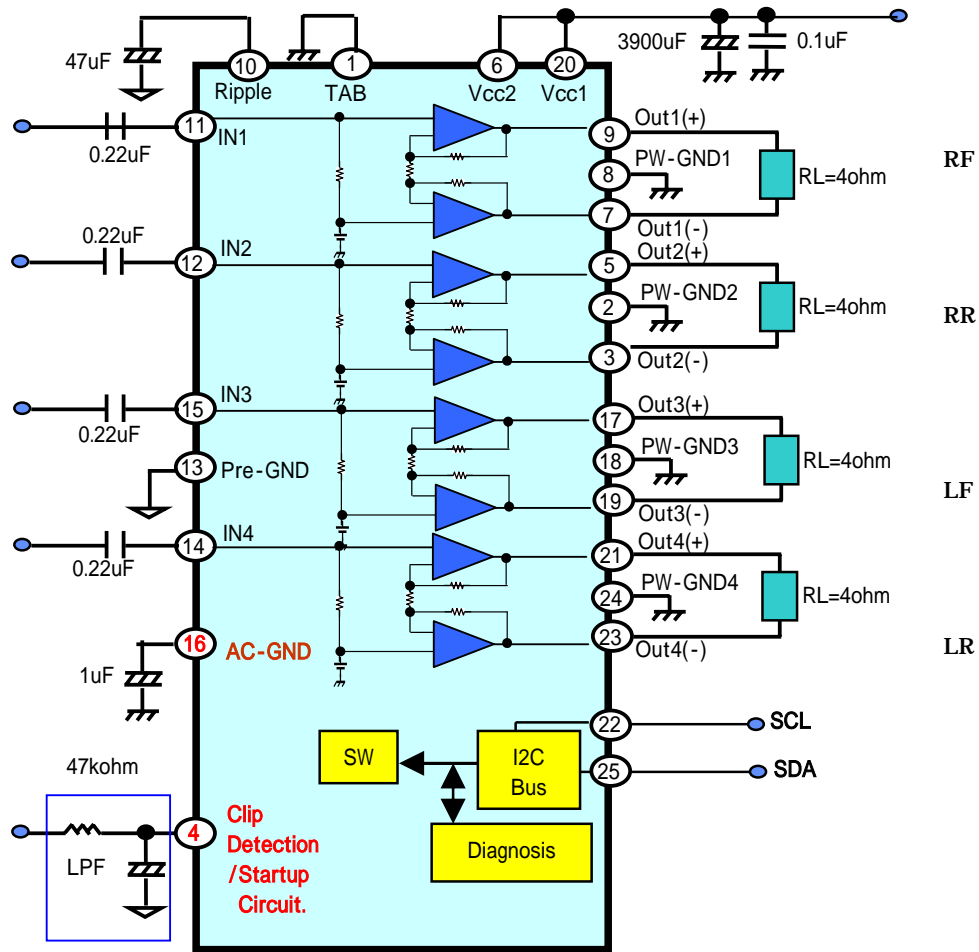 3900uF
0.1uF
47uF
10
1
6
20
Ripple
TAB
Vcc2
Vcc1
11
IN1
0.22uF
9
Out1(+)
8
PW-GND1
RL=4ohm
RF
7
Out1(-)
0.22uF
12
IN2
5
Out2(+)
2
PW-GND2
RL=4ohm
RR
3
Out2(-)
15
IN3
0.22uF
17
Out3(+)
13
Pre-GND
18
PW-GND3
RL=4ohm
LF
19
Out3(-)
14
IN4
0.22uF
21
Out4(+)
24
PW-GND4
RL=4ohm
23
Out4(-)
LR
16
AC-GND
1uF
22
SCL
SW
I2C
Bus
25
SDA
47kohm
4
LPF
Clip
Detection
/Startup
Circuit.
Diagnosis